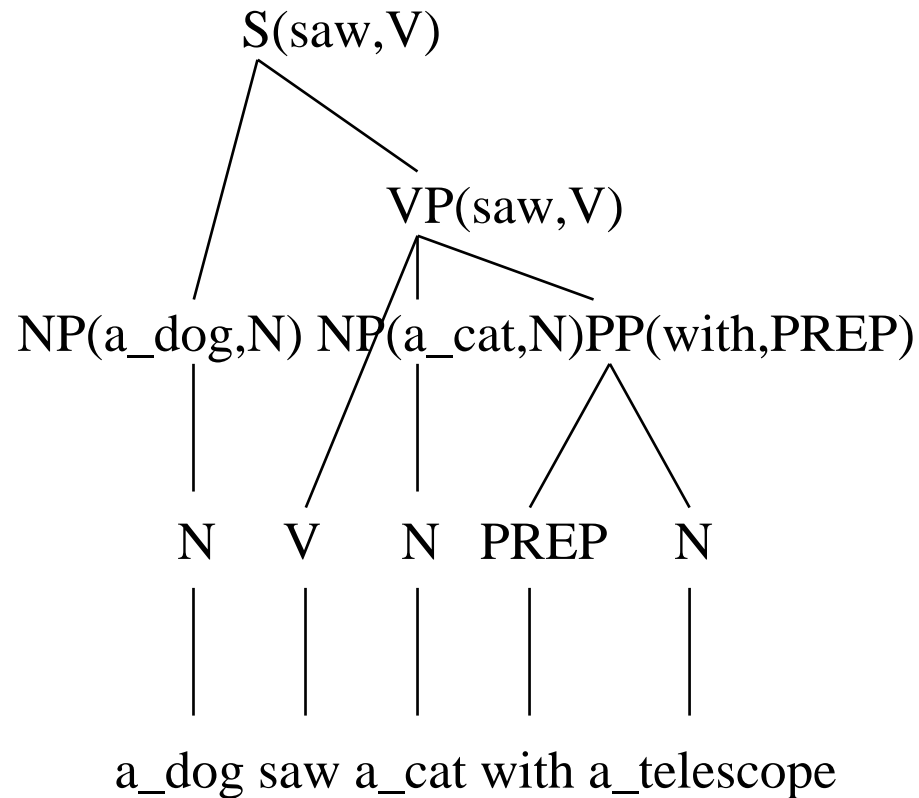 S(saw,V)
VP(saw,V)
NP(a_dog,N) NP(a_cat,N)PP(with,PREP)
N V N PREP N
a_dog saw a_cat with a_telescope